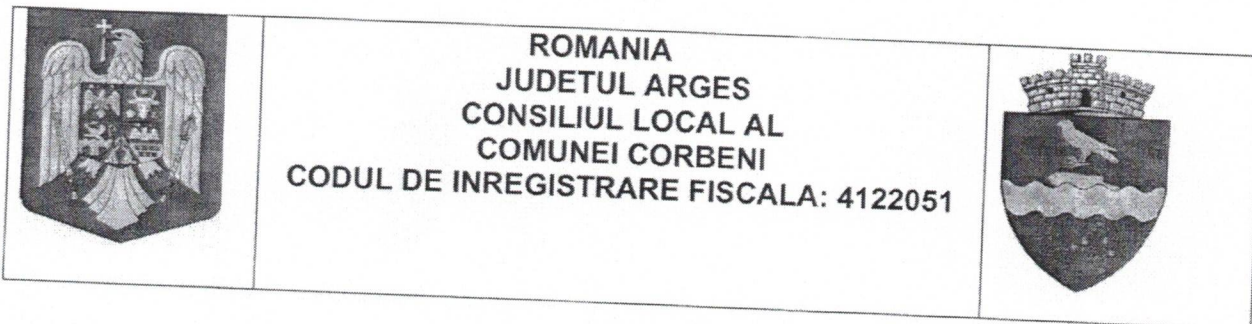 ROMANIA
JUDETUL ARGES
CONSILIUL LOCAL AL
COMUNEI CORBENI
CODUL DE INREGISTRARE FISCALA: 4122051